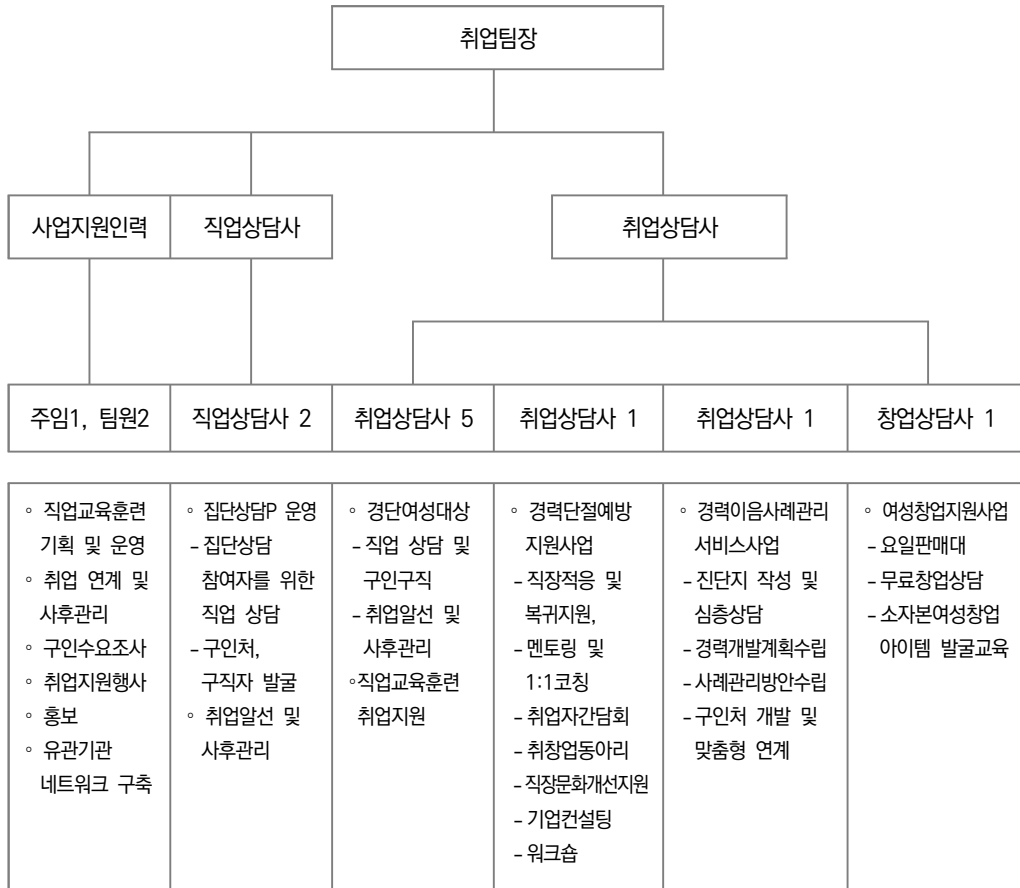 취업팀장
사업지원인력
직업상담사
취업상담사
주임1, 팀원2
직업상담사 2
취업상담사 5
취업상담사 1
취업상담사 1
창업상담사 1
◦ 직업교육훈련
기획 및 운영
◦ 취업 연계 및
사후관리
◦ 구인수요조사
◦ 취업지원행사
◦ 홍보
◦ 유관기관
네트워크 구축
◦ 집단상담P 운영
- 집단상담
참여자를 위한
직업 상담
- 구인처,
구직자 발굴
◦ 취업알선 및
사후관리
◦ 경단여성대상
- 직업 상담 및
구인구직
- 취업알선 및
사후관리
◦직업교육훈련
취업지원
◦ 경력단절예방
지원사업
- 직장적응 및
복귀지원,
- 멘토링 및
1:1코칭
- 취업자간담회
- 취창업동아리
- 직장문화개선지원
- 기업컨설팅
- 워크숍
◦ 경력이음사례관리
서비스사업
- 진단지 작성 및
심층상담
- 경력개발계획수립
- 사례관리방안수립
- 구인처 개발 및
맞춤형 연계
◦ 여성창업지원사업
- 요일판매대
- 무료창업상담
- 소자본여성창업
아이템 발굴교육